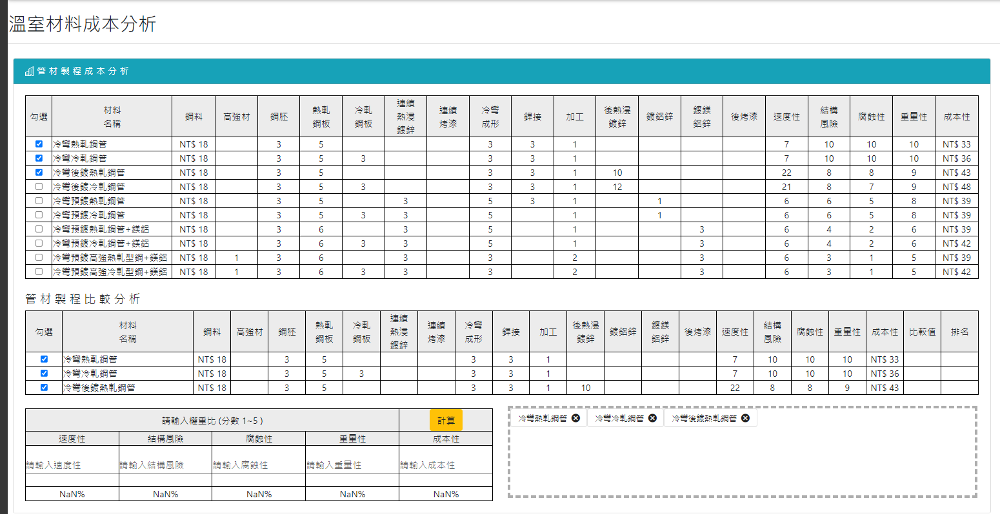 溫室材料成本分析
管材製程成本分析
勾選 材料名稱 鋼料 高強材 鋼胚 熱軋鋼板 冷軋鋼板 連續熱浸鍍鋅 連續烤漆 冷彎成形 銲接 加工 後熱浸鍍鋅 鍍鋁鋅 鍍鎂鋁鋅 後烤漆 速度性 結構風險 腐蝕性 重量性 成本性
冷彎熱軋鋼管 NT$ 18 3 5 3 3 1 7 10 10 10 NT$ 33
冷彎冷軋鋼管 NT$ 18 3 5 3 3 3 1 7 10 10 10 NT$ 36
冷彎後鍍熱軋鋼管 NT$ 18 3 5 3 3 1 10 22 8 8 9 NT$ 43
冷彎後鍍冷軋鋼管 NT$ 18 3 5 3 3 3 1 12 21 8 7 9 NT$ 48
冷彎預鍍熱軋鋼管 NT$ 18 3 5 3 5 3 1 1 6 6 5 8 NT$ 39
冷彎預鍍冷軋鋼管 NT$ 18 3 5 3 3 5 1 1 6 6 5 8 NT$ 39
冷彎預鍍熱軋鋼管+鎂鋁 NT$ 18 3 6 3 5 1 3 6 4 2 6 NT$ 39
冷彎預鍍冷軋鋼管+鎂鋁 NT$ 18 3 6 3 3 5 1 3 6 4 2 6 NT$ 42
冷彎預鍍高強熱軋型鋼+鎂鋁 NT$ 18 1 3 6 3 3 2 3 6 3 1 5 NT$ 39
冷彎預鍍高強冷軋型鋼+鎂鋁 NT$ 18 1 3 6 3 3 3 2 3 6 3 1 5 NT$ 42
管材製程比較分析
勾選 材料名稱 鋼料 高強材 鋼胚 熱軋鋼板 冷軋鋼板 連續熱浸鍍鋅 連續烤漆 冷彎成形 銲接 加工 後熱浸鍍鋅 鍍鋁鋅 鍍鎂鋁鋅 後烤漆 速度性 結構風險 腐蝕性 重量性 成本性 比較值 排名
冷彎熱軋鋼管 NT$ 18 3 5 3 3 1 7 10 10 10 NT$ 33
冷彎冷軋鋼管 NT$ 18 3 5 3 3 3 1 7 10 10 10 NT$ 36
冷彎後鍍熱軋鋼管 NT$ 18 3 5 3 3 1 10 22 8 8 9 NT$ 43
請輸入權重比 (分數 1~5 ) 計算
速度性 結構風險 腐蝕性 重量性 成本性
請輸入速度性 請輸入結構風險 請輸入腐蝕性 請輸入重量性 請輸入成本性
NaN% NaN% NaN% NaN% NaN%
冷彎熱軋鋼管 冷彎冷軋鋼管 冷彎後鍍熱軋鋼管